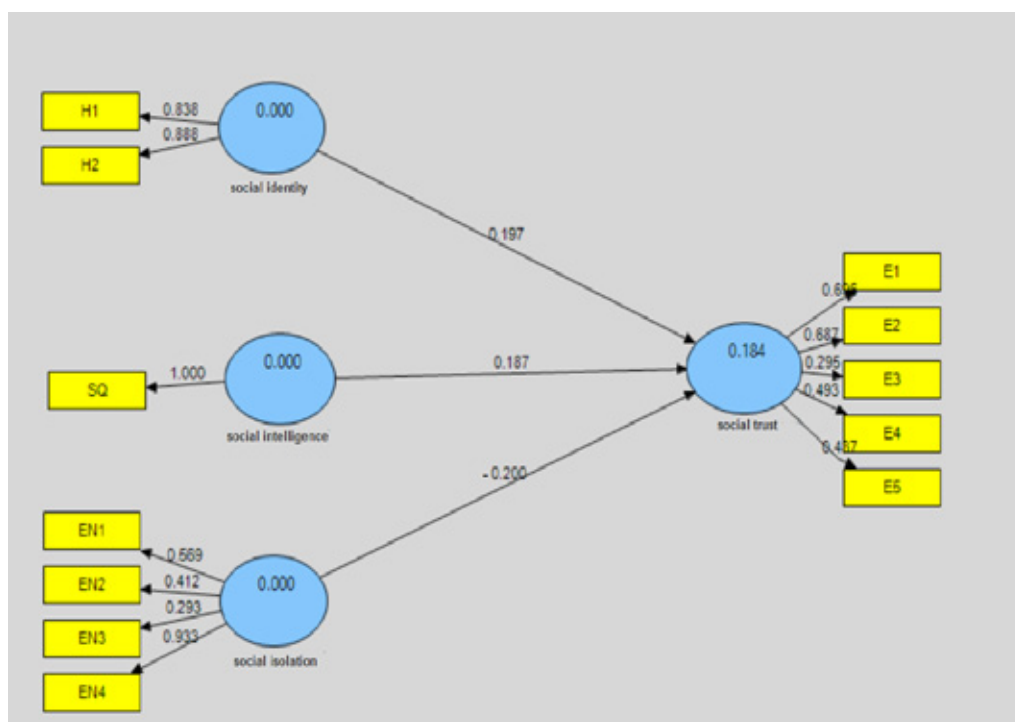 H1
0.838
0.888
H2
0.000
social identity
0.197
SQ
1.000
0.000
social intelligence
0.187
EN1
0.669
EN2
0.412
EN3
0.293
0.933
EN4
0.000
social isolation
- 0.200
0.184
social trust
E1
E2
0.687
E3
0.295
0.493
E4
E5